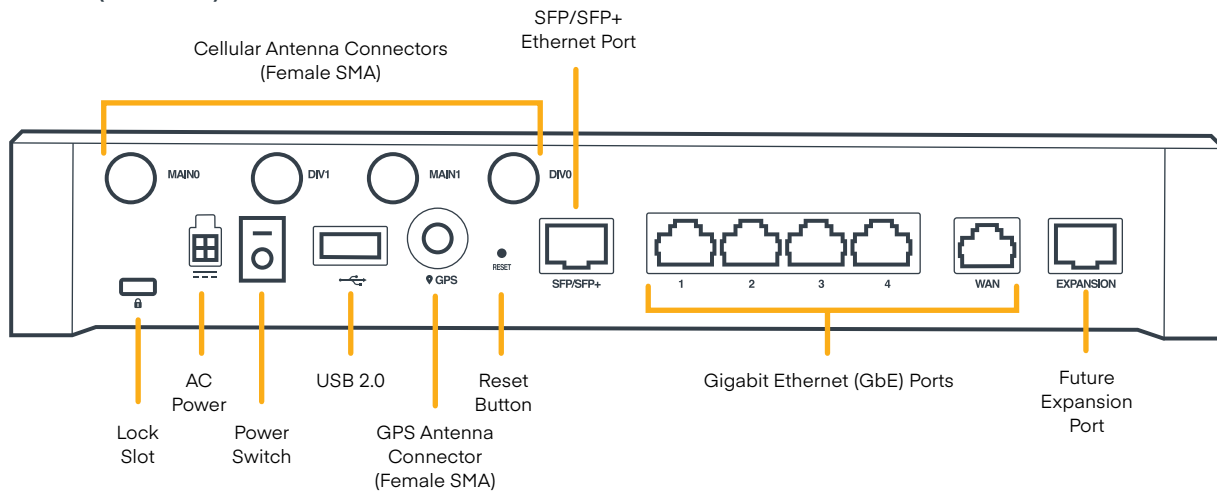 SFP/SFP+
Ethernet Port
Cellular Antenna Connectors
(Female SMA)
MAIN0
DIV1
MAIN1
DIV0
GPS
RESET
SFP/SFP+
1
2
3
4
WAN
EXPANSION
AC
Power
USB 2.0
Reset
Button
Gigabit Ethernet (GbE) Ports
Future
Expansion
Port
Lock
Slot
Power
Switch
GPS Antenna
Connector
(Female SMA)